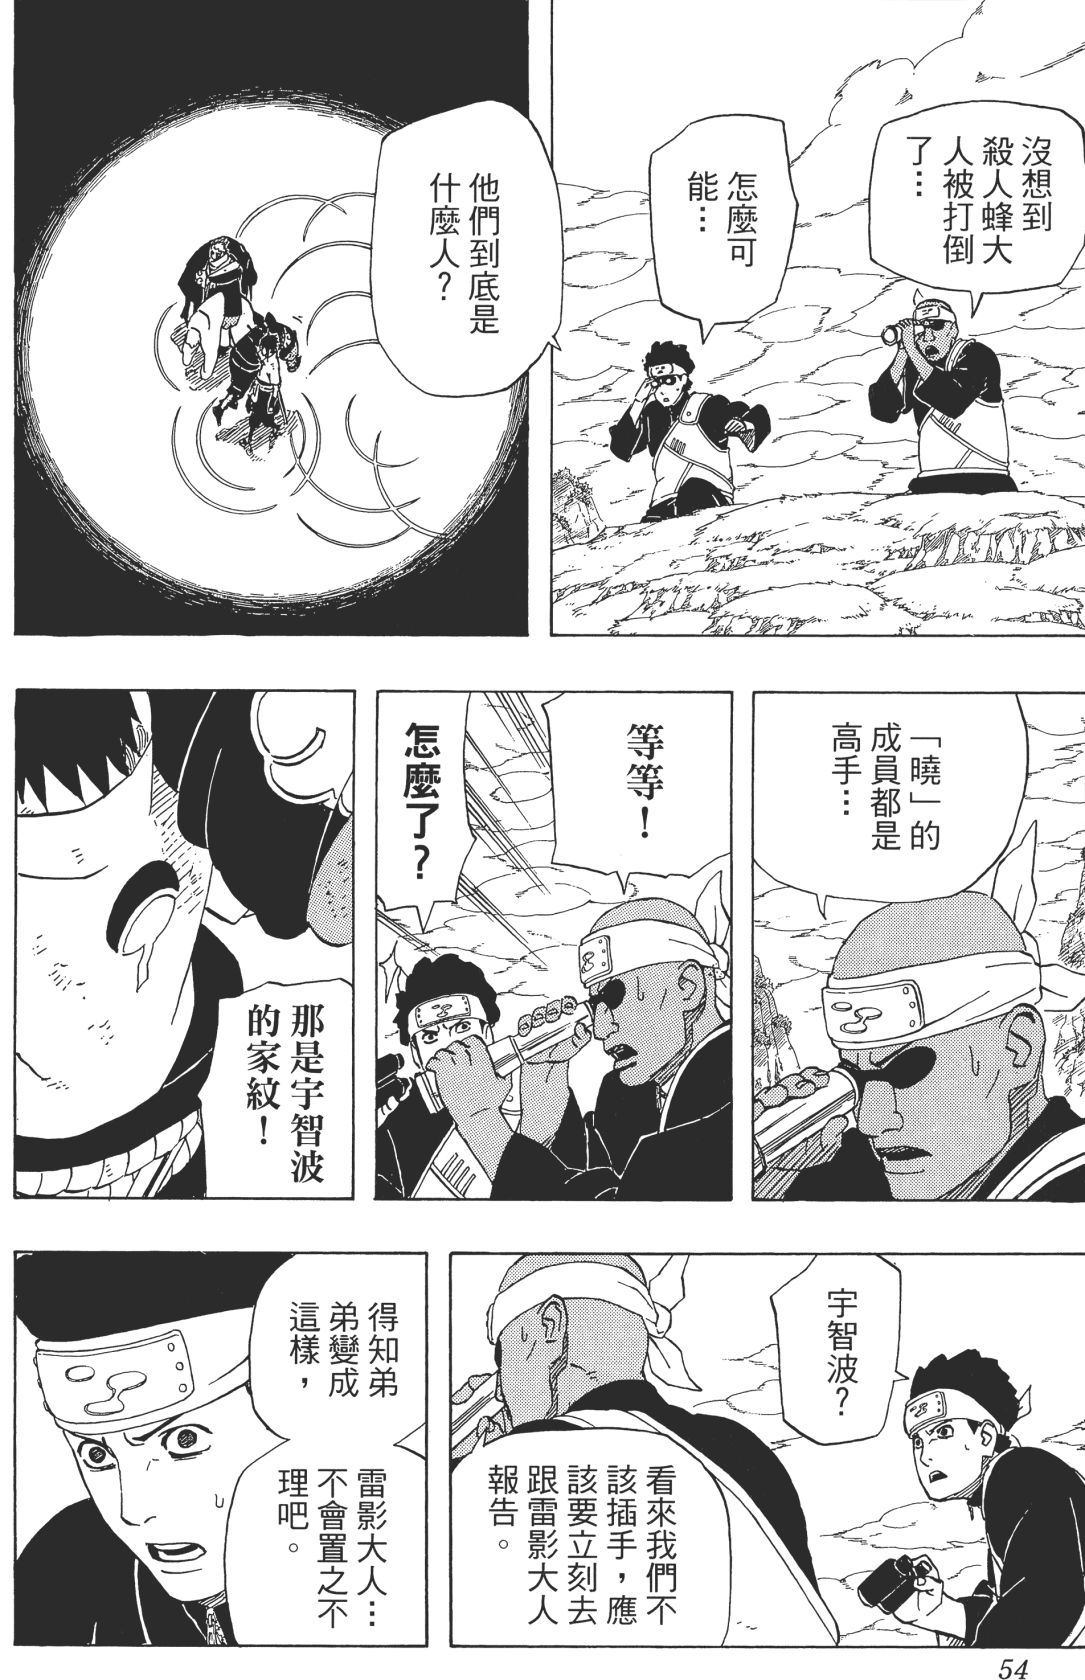 沒想到
殺人蜂大
人被打倒
了…
怎麼可
能…
他們到底是
什麼人？
「曉」的
成員都是
高手…
等等！
怎麼了？
那是宇智波
的家紋！
宇智波？
看來我們不
該插手，應
該要立刻去
跟雷影大人
報告。
得知弟
弟變成
這樣，
雷影大人…
不會置之不
理吧。
54